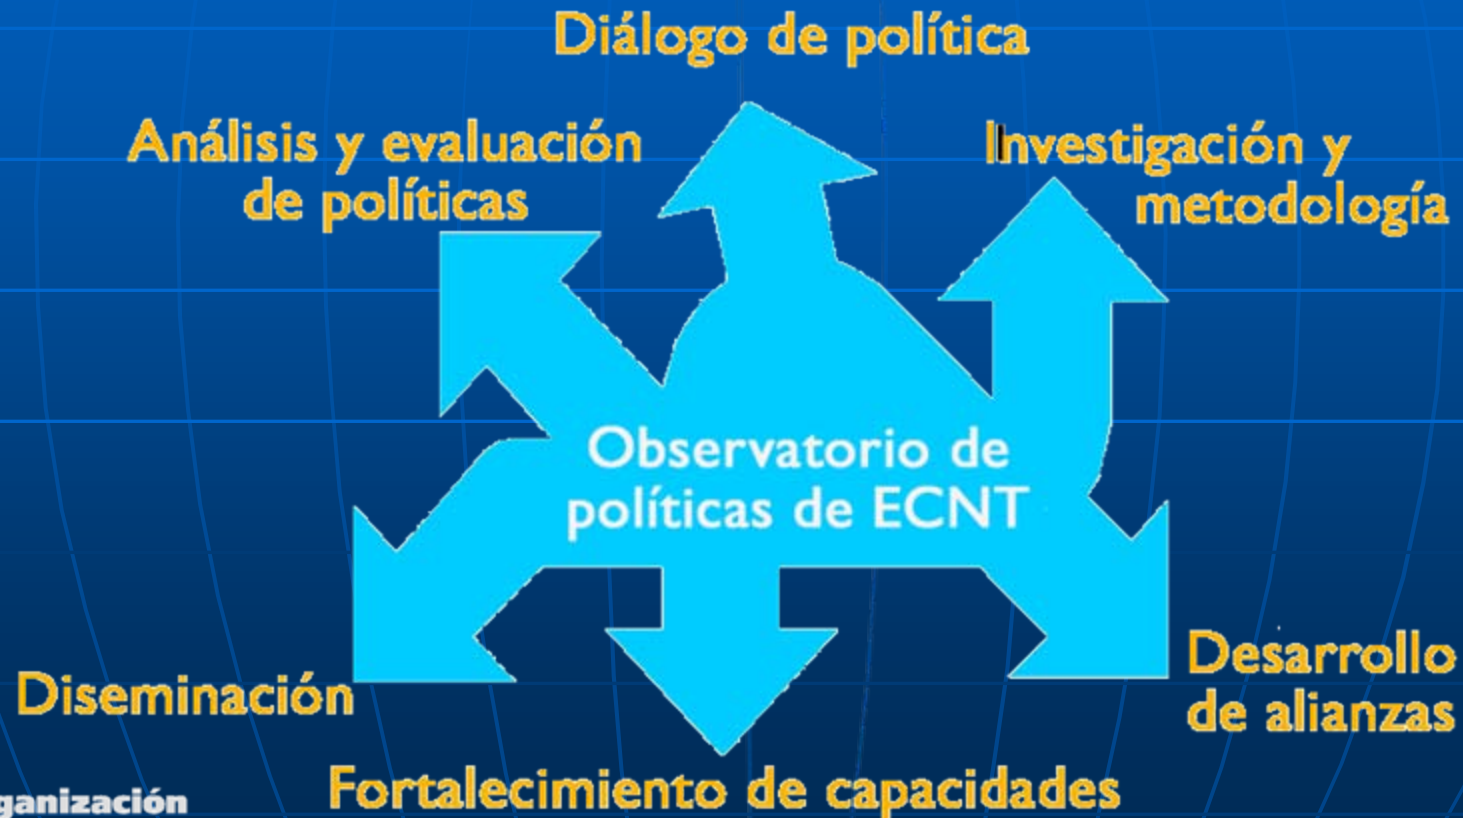 Diálogo de política
Análisis y evaluación
de políticas
Investigación y
metodología
Observatorio de
políticas de ECNT
Diseminación
Desarrollo
de alianzas
Fortalecimiento de capacidades
ganización